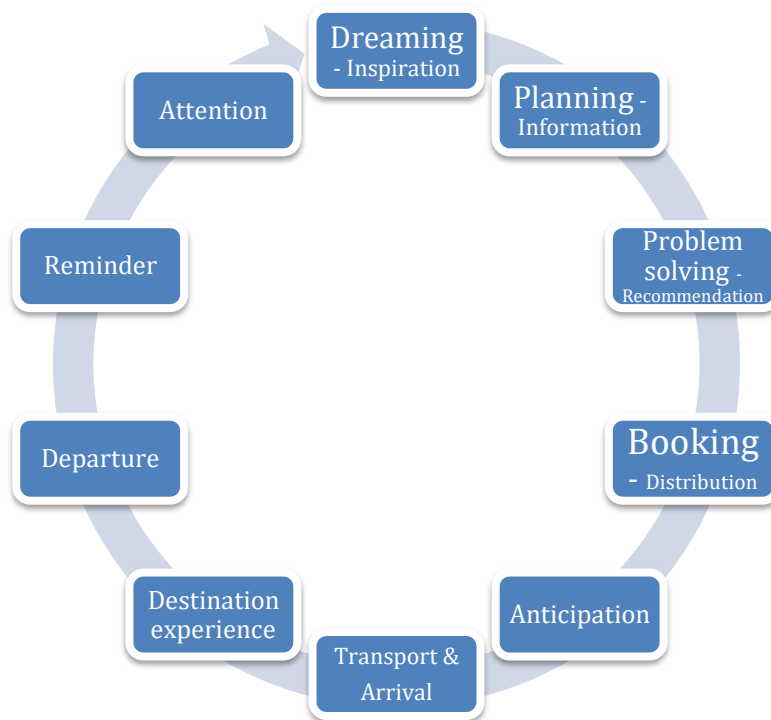 Dreaming
- Inspiration
Planning -
Information
Problem
solving -
Recommendation
Booking
- Distribution
Anticipation
Transport &
Arrival
Destination
experience
Departure
Reminder
Attention